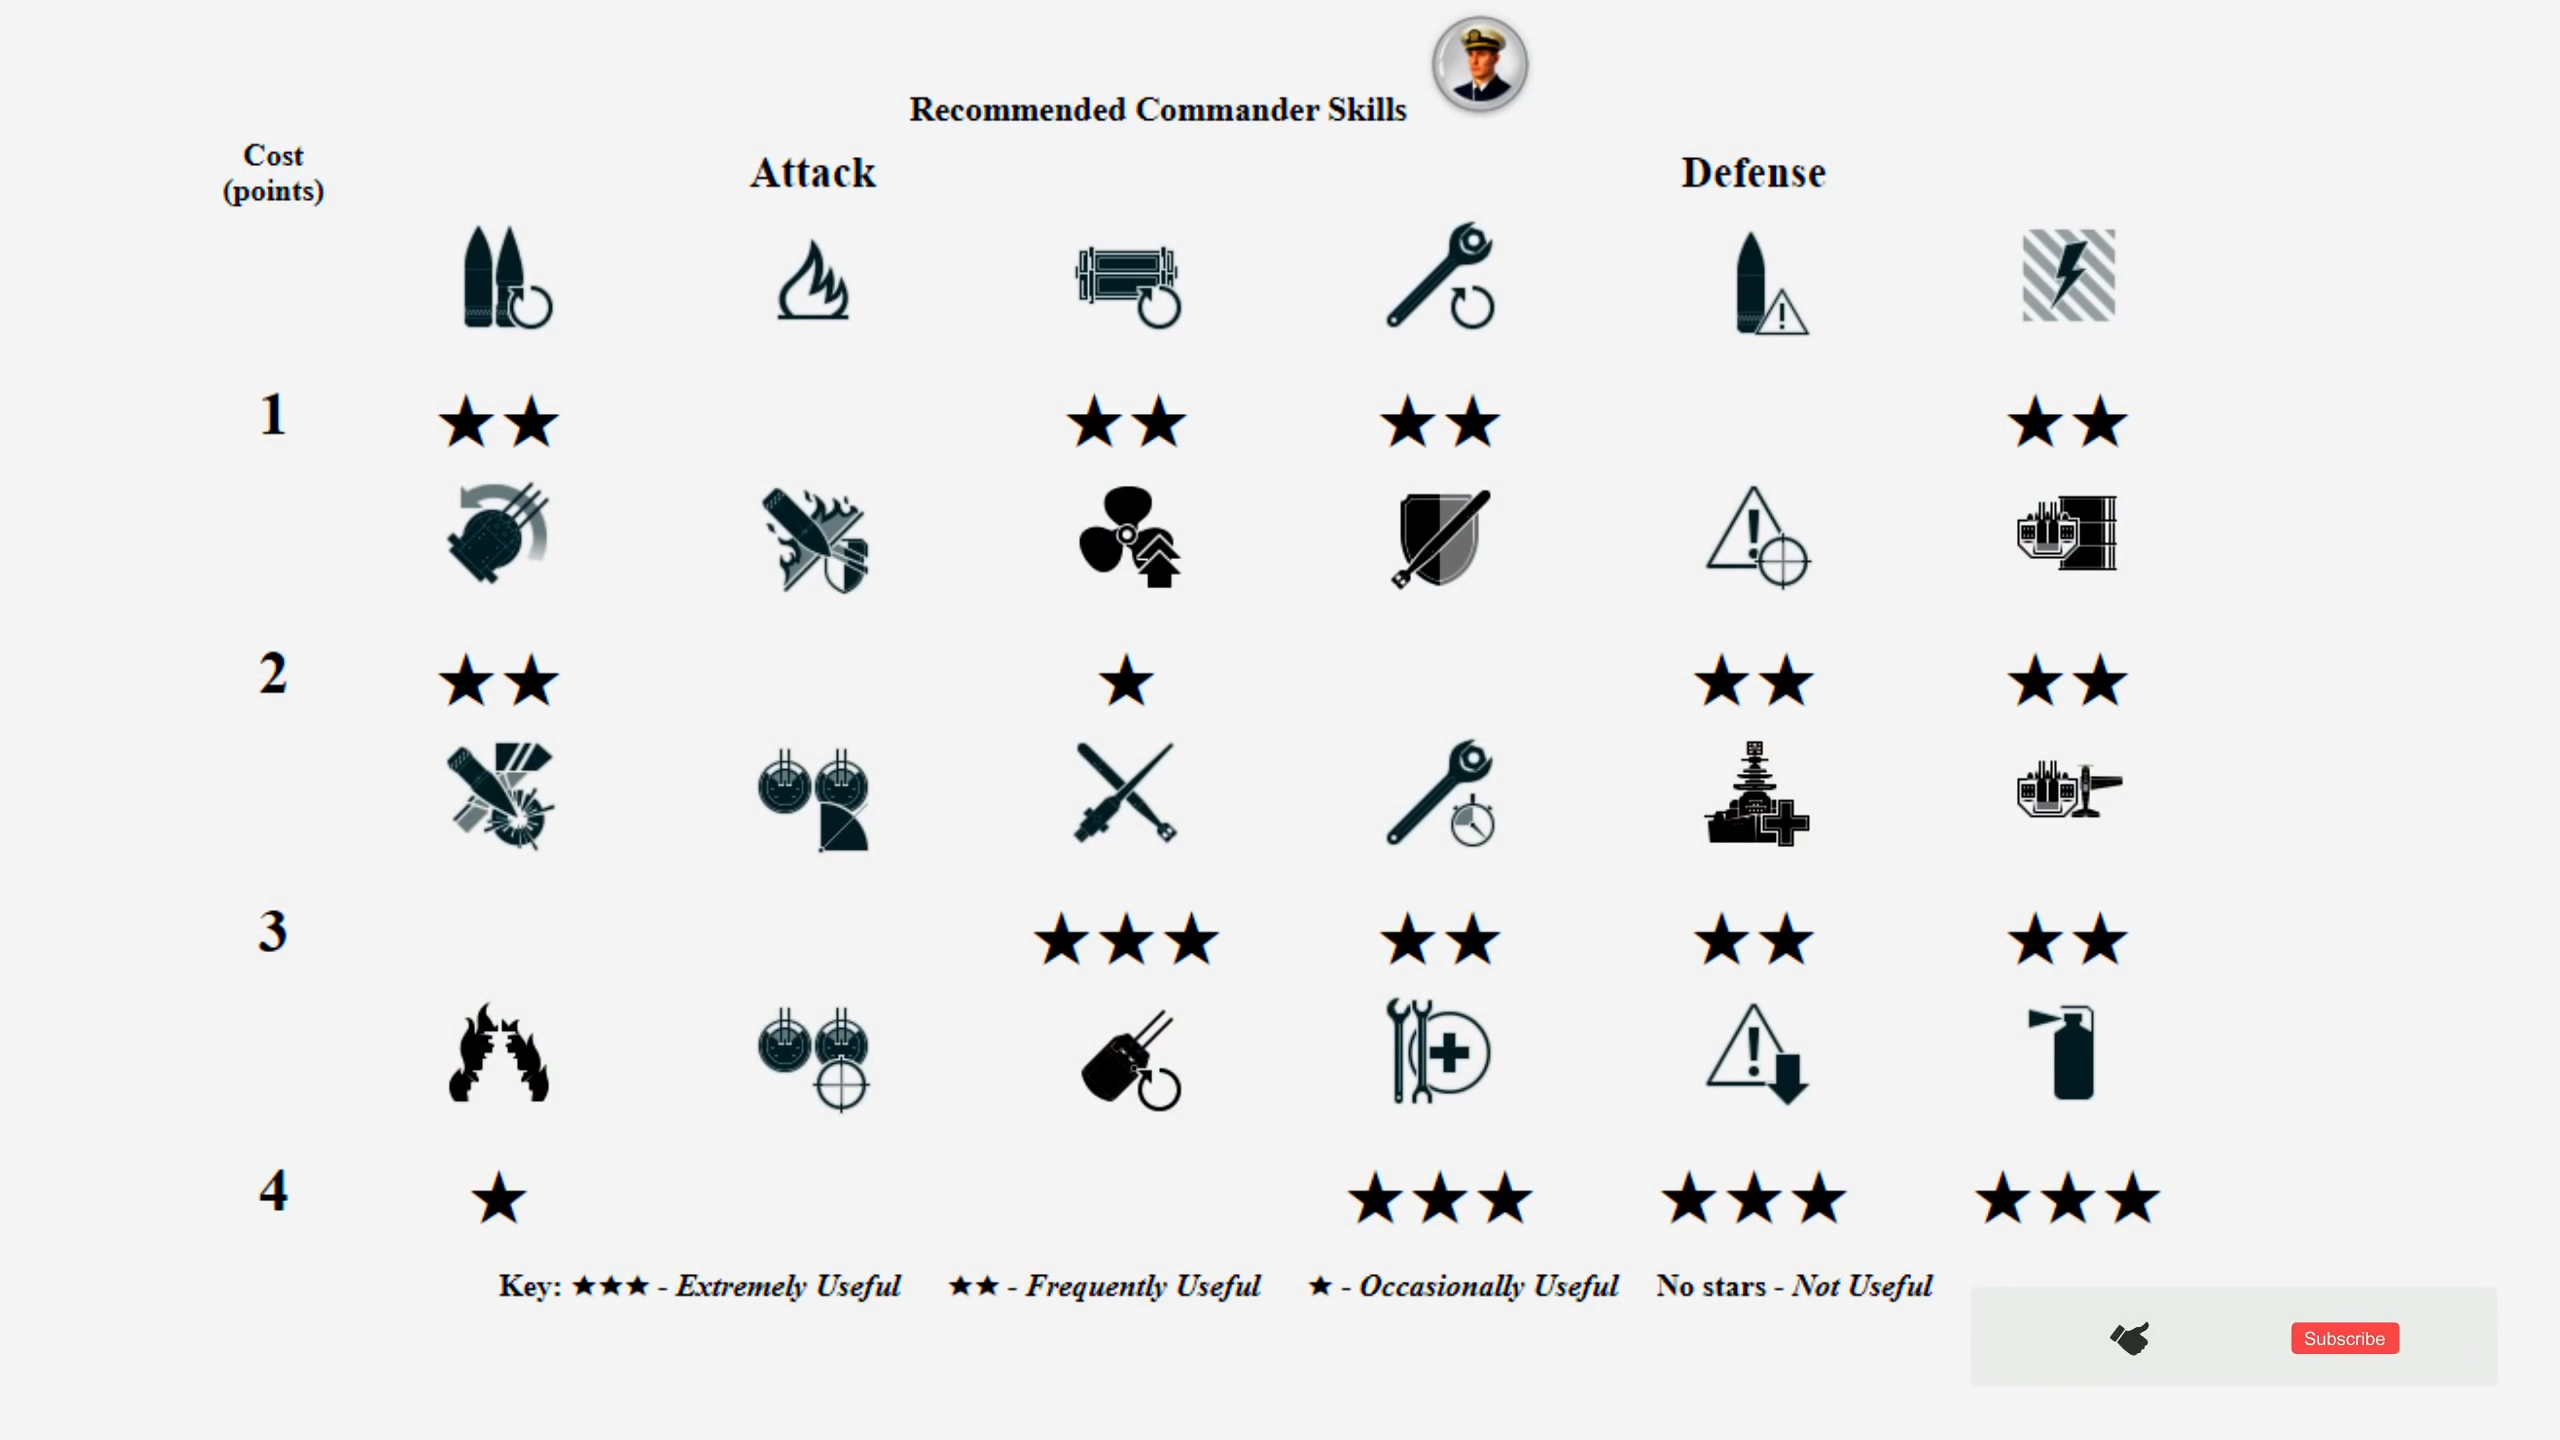 Recommended Commander Skills
Cost
(points)
Attack
Defense
1
★★ ★★ ★★ ★★
2
★★ ★ ★★ ★★
3
★★★ ★★ ★★ ★★
4
★ ★★★ ★★★ ★★★
Key: ★★★ - Extremely Useful ★★ - Frequently Useful ★ - Occasionally Useful No stars - Not Useful
Subscribe